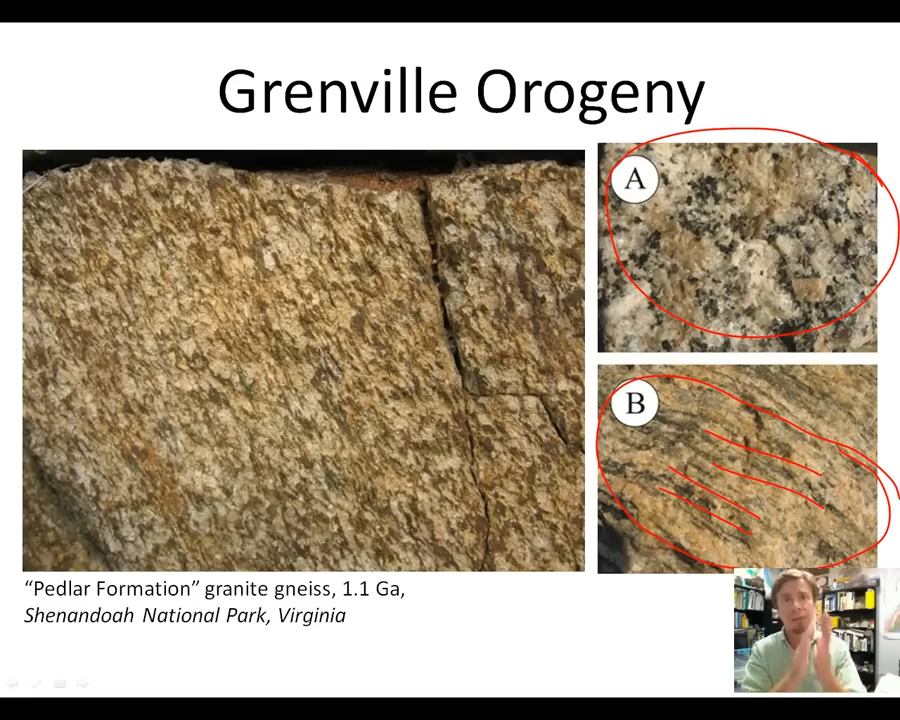 Grenville Orogeny
A
B
“Pedlar Formation” granite gneiss, 1.1 Ga,
Shenandoah National Park, Virginia